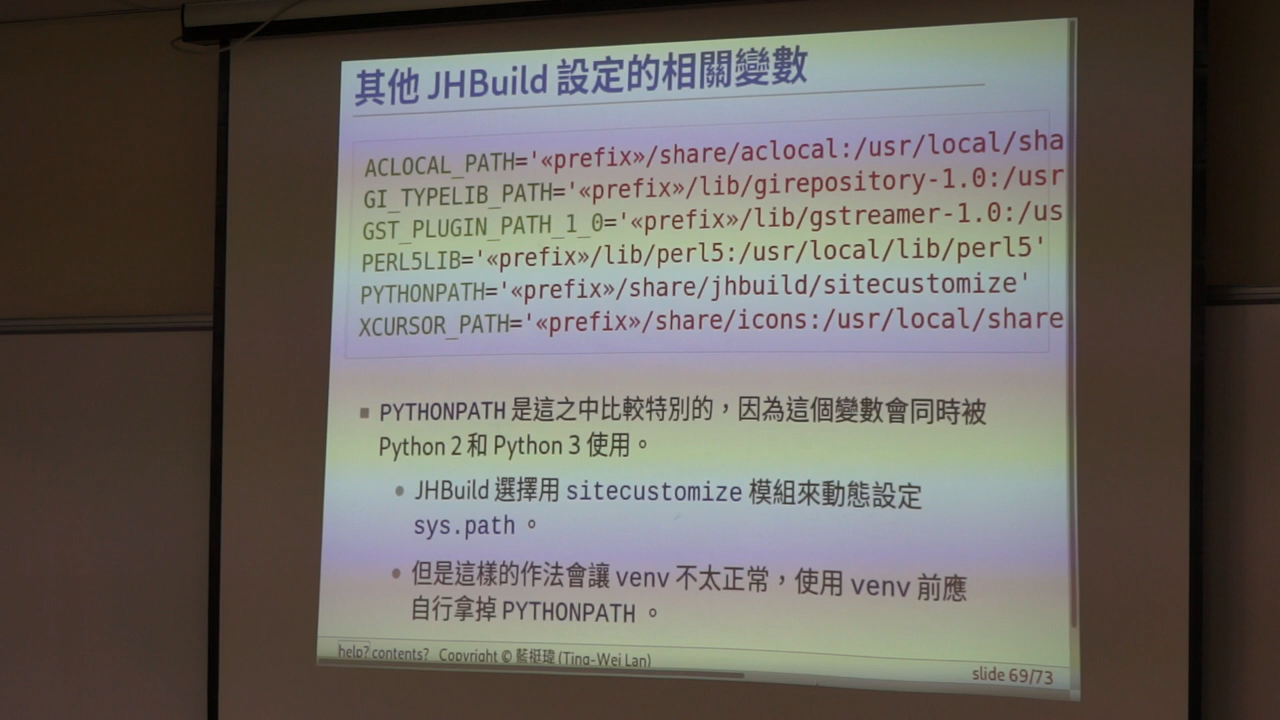 其他 JHBuild 設定的相關變數
ACLOCAL_PATH='«prefix»/share/aclocal:/usr/local/sha
GI_TYPELIB_PATH='«prefix»/lib/girepository-1.0:/usr
GST_PLUGIN_PATH_1_0='«prefix»/lib/gstreamer-1.0:/us
PERL5LIB='«prefix»/lib/perl5:/usr/local/lib/perl5'
PYTHONPATH='«prefix»/share/jhbuild/sitecustomize'
XCURSOR_PATH='«prefix»/share/icons:/usr/local/share
▪ PYTHONPATH 是這之中比較特別的，因為這個變數會同時被
Python 2 和 Python 3 使用。
• JHBuild 選擇用 sitecustomize 模組來動態設定
sys.path 。
• 但是這樣的作法會讓 venv 不太正常，使用 venv 前應
自行拿掉 PYTHONPATH 。
help? contents? Copyright © 藍挺瑋 (Ting-Wei Lan)
slide 69/73